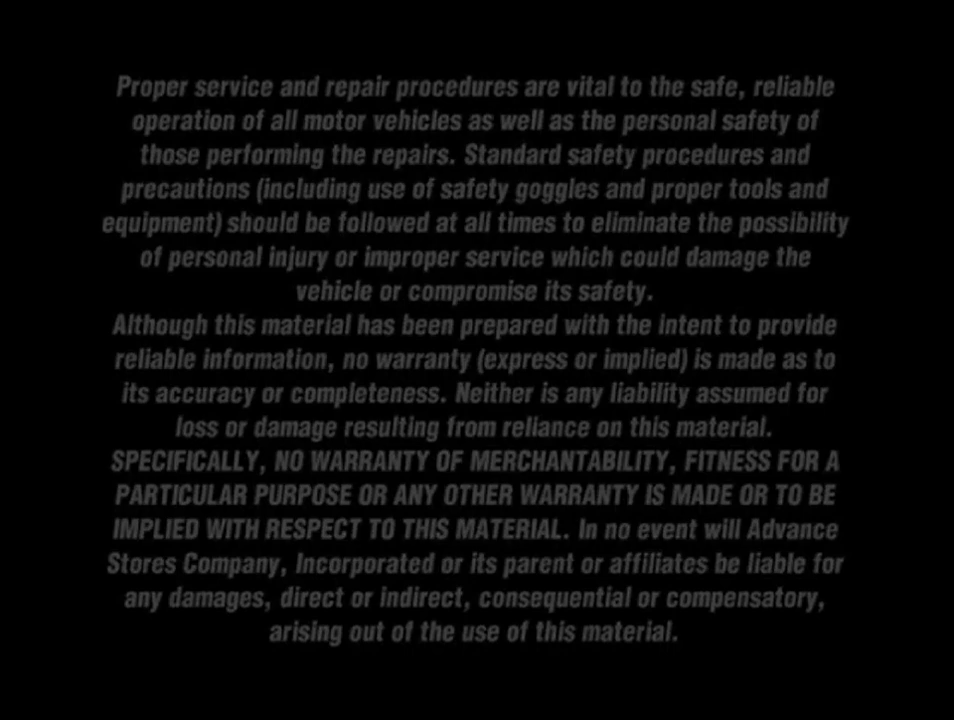 Proper service and repair procedures are vital to the safe, reliable
operation of all motor vehicles as well as the personal safety of
those performing the repairs. Standard safety procedures and
precautions (including use of safety goggles and proper tools and
equipment) should be followed at all times to eliminate the possibility
of personal injury or improper service which could damage the
vehicle or compromise its safety.
Although this material has been prepared with the intent to provide
reliable information, no warranty (express or implied) is made as to
its accuracy or completeness. Neither is any liability assumed for
loss or damage resulting from reliance on this material.
SPECIFICALLY, NO WARRANTY OF MERCHANTABILITY, FITNESS FOR A
PARTICULAR PURPOSE OR ANY OTHER WARRANTY IS MADE OR TO BE
IMPLIED WITH RESPECT TO THIS MATERIAL. In no event will Advance
Stores Company, Incorporated or its parent or affiliates be liable for
any damages, direct or indirect, consequential or compensatory,
arising out of the use of this material.